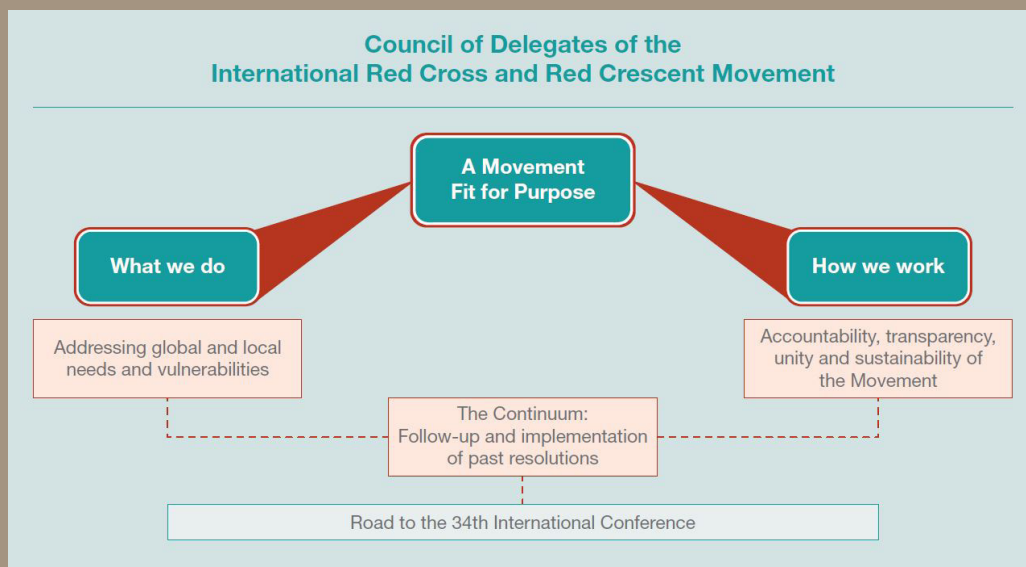 Council of Delegates of the
International Red Cross and Red Crescent Movement
A Movement
Fit for Purpose
What we do
How we work
Addressing global and local
needs and vulnerabilities
Accountability, transparency,
unity and sustainability of
the Movement
The Continuum:
Follow-up and implementation
of past resolutions
Road to the 34th International Conference